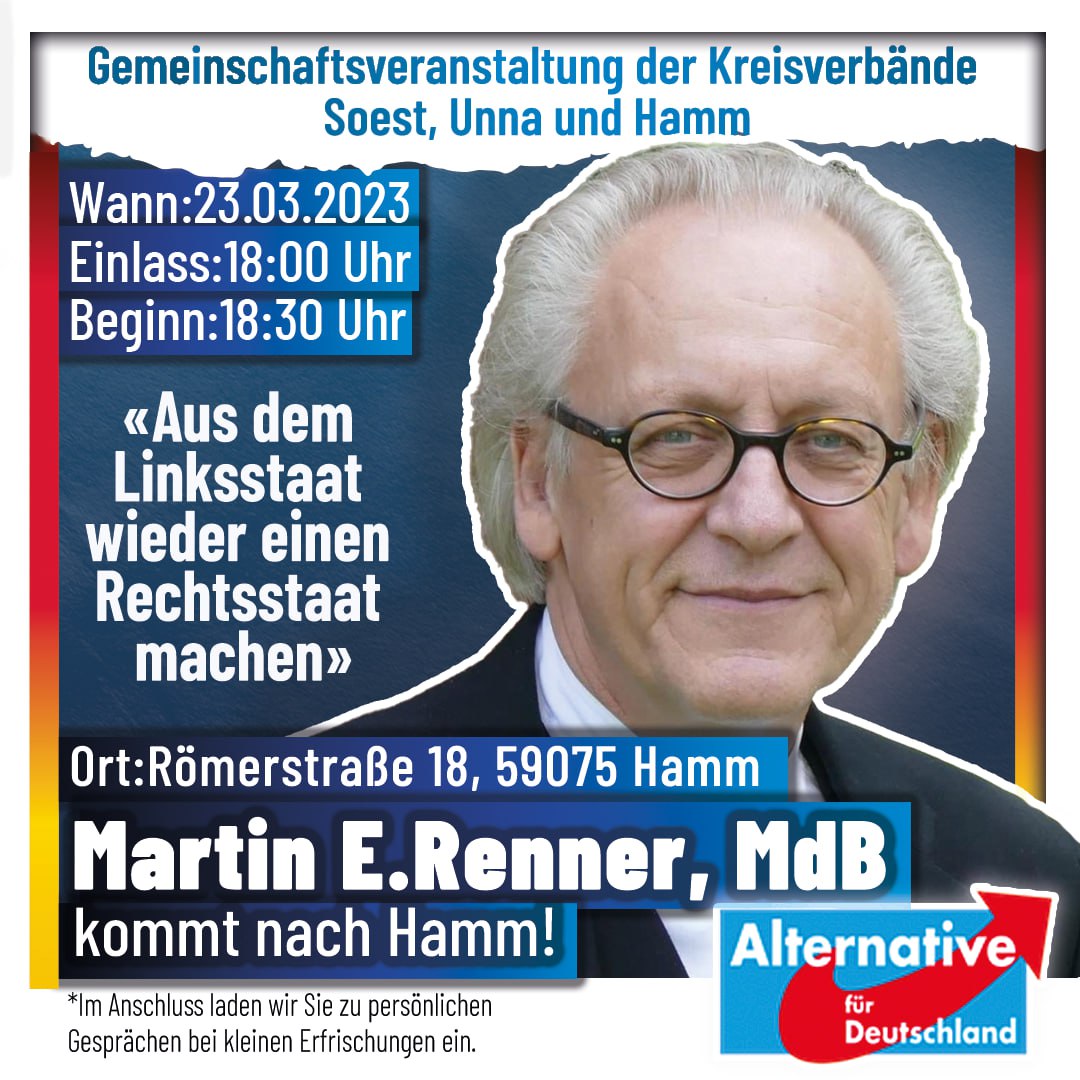 Gemeinschaftsveranstaltung der Kreisverbände
Soest, Unna und Hamm
Wann:23.03.2023
Einlass:18:00 Uhr
Beginn:18:30 Uhr
«Aus dem
Linksstaat
wieder einen
Rechtsstaat
machen»
Ort:Römerstraße 18, 59075 Hamm
Martin E.Renner, MdB
kommt nach Hamm!
Alternative
für
Deutschland
*Im Anschluss laden wir Sie zu persönlichen
Gesprächen bei kleinen Erfrischungen ein.